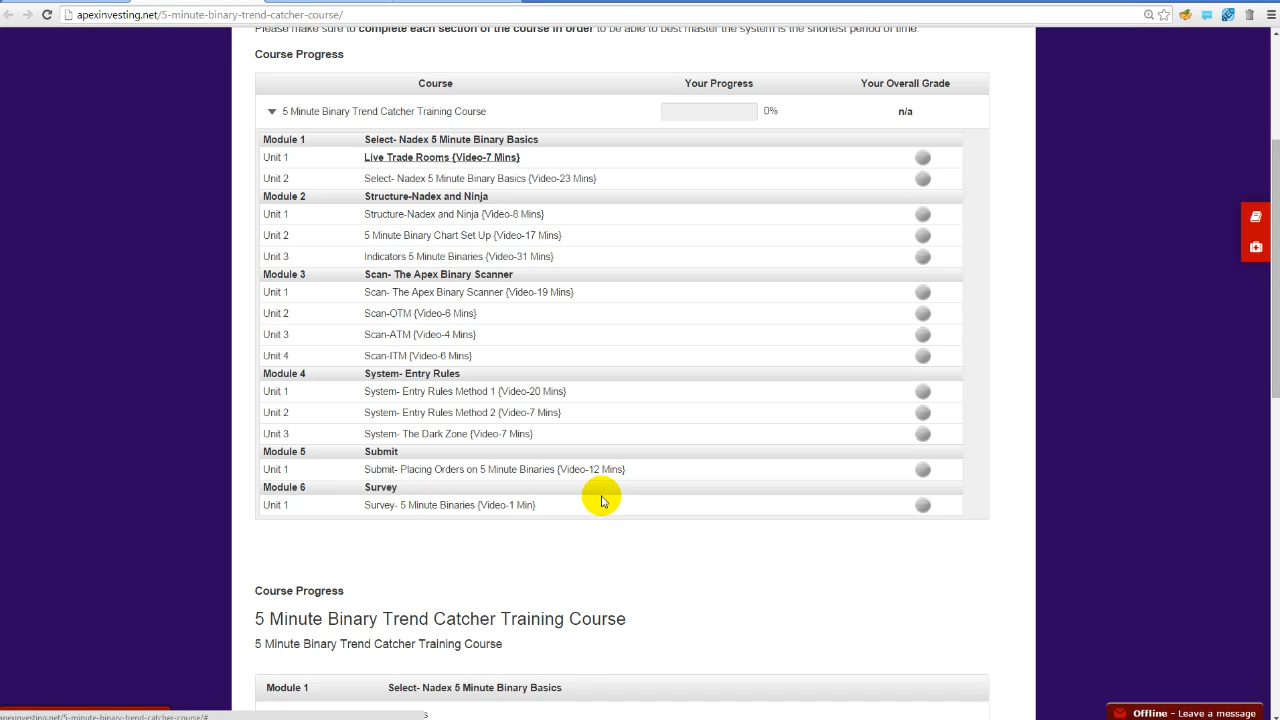 apexinvesting.net/5-minute-binary-trend-catcher-course/
Please make sure to complete each section of the course in order to be able to best master the system is the shortest period of time.
Course Progress
Course Your Progress Your Overall Grade
5 Minute Binary Trend Catcher Training Course 0% n/a
Module 1 Select- Nadex 5 Minute Binary Basics
Unit 1 Live Trade Rooms {Video-7 Mins}
Unit 2 Select- Nadex 5 Minute Binary Basics {Video-23 Mins}
Module 2 Structure-Nadex and Ninja
Unit 1 Structure-Nadex and Ninja {Video-8 Mins}
Unit 2 5 Minute Binary Chart Set Up {Video-17 Mins}
Unit 3 Indicators 5 Minute Binaries {Video-31 Mins}
Module 3 Scan- The Apex Binary Scanner
Unit 1 Scan- The Apex Binary Scanner {Video-19 Mins}
Unit 2 Scan-OTM {Video-6 Mins}
Unit 3 Scan-ATM {Video-4 Mins}
Unit 4 Scan-ITM {Video-6 Mins}
Module 4 System- Entry Rules
Unit 1 System- Entry Rules Method 1 {Video-20 Mins}
Unit 2 System- Entry Rules Method 2 {Video-7 Mins}
Unit 3 System- The Dark Zone {Video-7 Mins}
Module 5 Submit
Unit 1 Submit- Placing Orders on 5 Minute Binaries {Video-12 Mins}
Module 6 Survey
Unit 1 Survey- 5 Minute Binaries {Video-1 Min}
Course Progress
5 Minute Binary Trend Catcher Training Course
5 Minute Binary Trend Catcher Training Course
Module 1 Select- Nadex 5 Minute Binary Basics
apexinvesting.net/5-minute-binary-trend-catcher-course/#
Offline - Leave a message